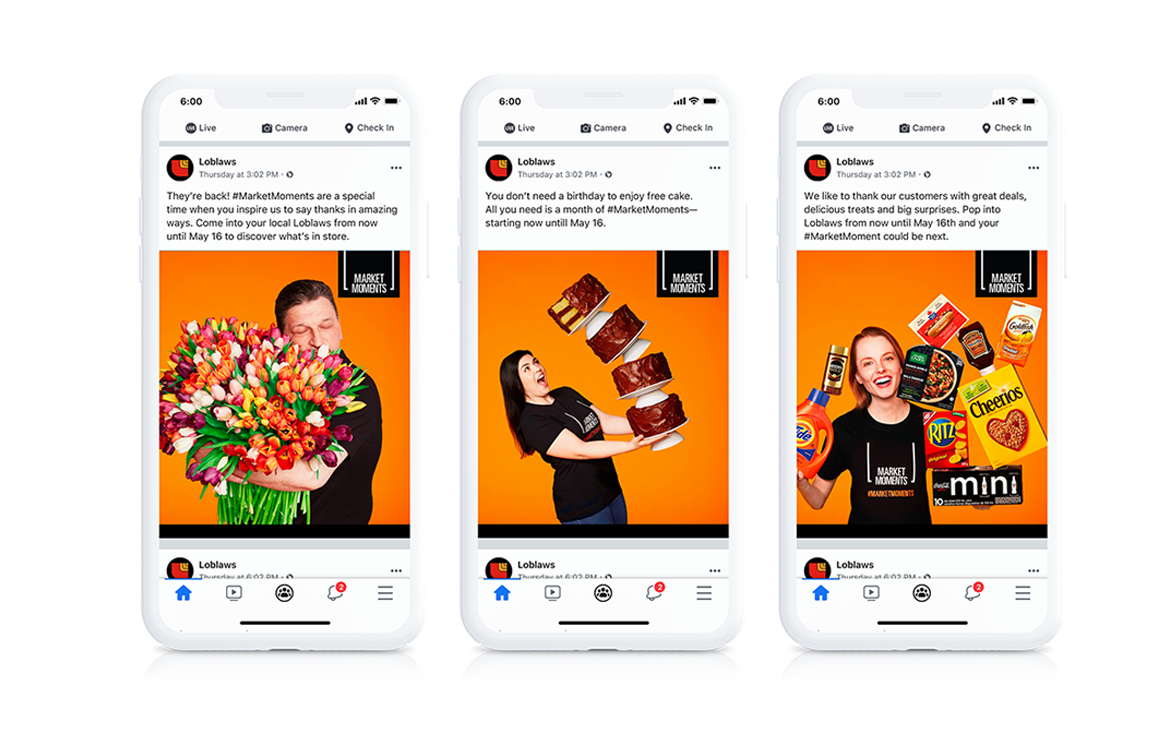 6:00
Live
Camera
Check In
Loblaws
Thursday at 3:02 PM ·
They're back! #MarketMoments are a special
time when you inspire us to say thanks in amazing
ways. Come into your local Loblaws from now
until May 16 to discover what's in store.
MARKET
MOMENTS
Loblaws
Thursday at 6:02 PM ·
2
6:00
Live
Camera
Check In
Loblaws
Thursday at 3:02 PM ·
You don't need a birthday to enjoy free cake.
All you need is a month of #MarketMoments—
starting now untill May 16.
MARKET
MOMENTS
MARKET
MOMENTS
Loblaws
Thursday at 6:02 PM ·
2
6:00
Live
Camera
Check In
Loblaws
Thursday at 3:02 PM ·
We like to thank our customers with great deals,
delicious treats and big surprises. Pop into
Loblaws from now until May 16th and your
#MarketMoment could be next.
MARKET
MOMENTS
Goldfish
Cheerios
Tide
RITZ
Original
MARKET
MOMENTS
#MARKETMOMENTS
Coca-Cola
mini
10
Loblaws
Thursday at 6:02 PM ·
2